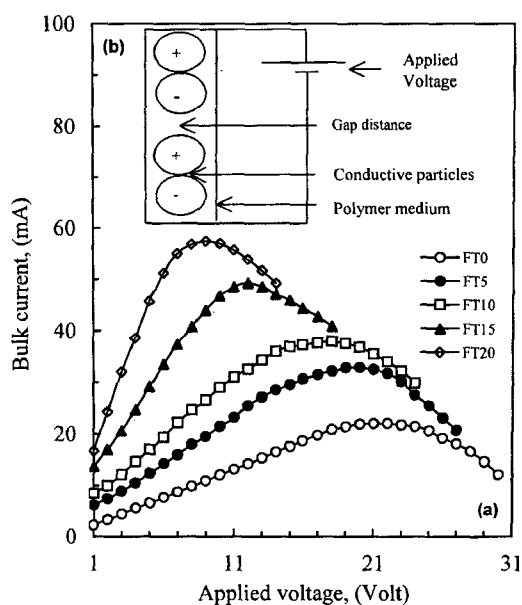 100
(b)
+
-
+
-
Applied
Voltage
Gap distance
Conductive particles
Polymer medium
80
60
40
20
0
Bulk current, (mA)
FT0
FT5
FT10
FT15
FT20
(a)
1
11
21
31
Applied voltage, (Volt)